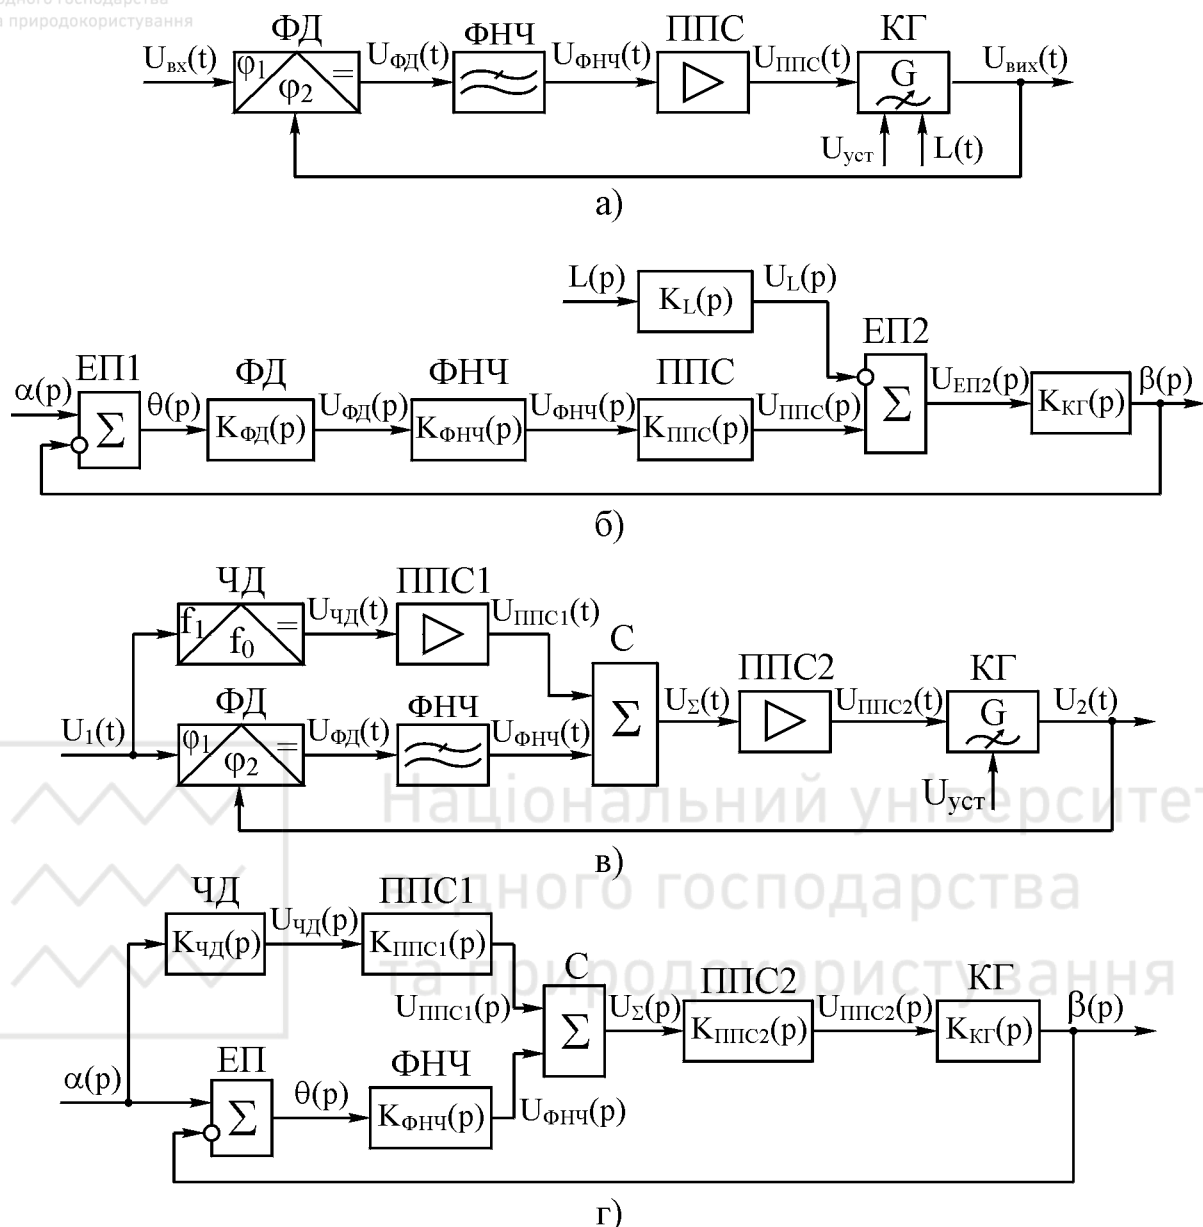 водного господарства
а природокористування
ФД ФНЧ ППС КГ
Uвх(t) φ1 φ2 = UФД(t) UФНЧ(t) UППС(t) G Uвих(t)
Uуст L(t)
а)
L(p) KL(p) UL(p)
ЕП1 ФД ФНЧ ППС ЕП2
α(p) Σ θ(p) KФД(p) UФД(p) KФНЧ(p) UФНЧ(p) KППС(p) UППС(p) Σ UЕП2(p) KКГ(p) β(p)
б)
ЧД ППС1
f1 f0 = UЧД(t) UППС1(t)
С ППС2 КГ
ФД ФНЧ
U1(t) φ1 φ2 = UФД(t) UФНЧ(t) Σ UΣ(t) UППС2(t) G U2(t)
Uуст
Національний університет
в)
водного господарства
ЧД ППС1
KЧД(p) UЧД(p) KППС1(p)
та природокористування
С ППС2 КГ
UППС1(p) Σ UΣ(p) KППС2(p) UППС2(p) KКГ(p) β(p)
ЕП ФНЧ
α(p) Σ θ(p) KФНЧ(p) UФНЧ(p)
г)